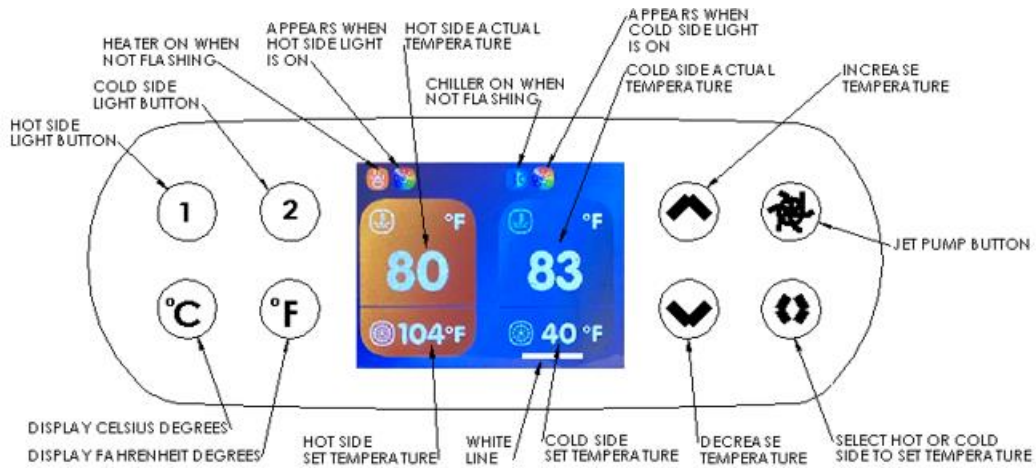 APPEARS WHEN
HOT SIDE LIGHT
IS ON
HOT SIDE ACTUAL
TEMPERATURE
APPEARS WHEN
COLD SIDE LIGHT
IS ON
HEATER ON WHEN
NOT FLASHING
COLD SIDE
LIGHT BUTTON
HOT SIDE
LIGHT BUTTON
CHILLER ON WHEN
NOT FLASHING
COLD SIDE ACTUAL
TEMPERATURE
INCREASE
TEMPERATURE
1
2
°F
80
104°F
°F
83
40 °F
JET PUMP BUTTON
°C
°F
DISPLAY CELSIUS DEGREES
DISPLAY FAHRENHEIT DEGREES
HOT SIDE
SET TEMPERATURE
WHITE
LINE
COLD SIDE
SET TEMPERATURE
DECREASE
TEMPERATURE
SELECT HOT OR COLD
SIDE TO SET TEMPERATURE